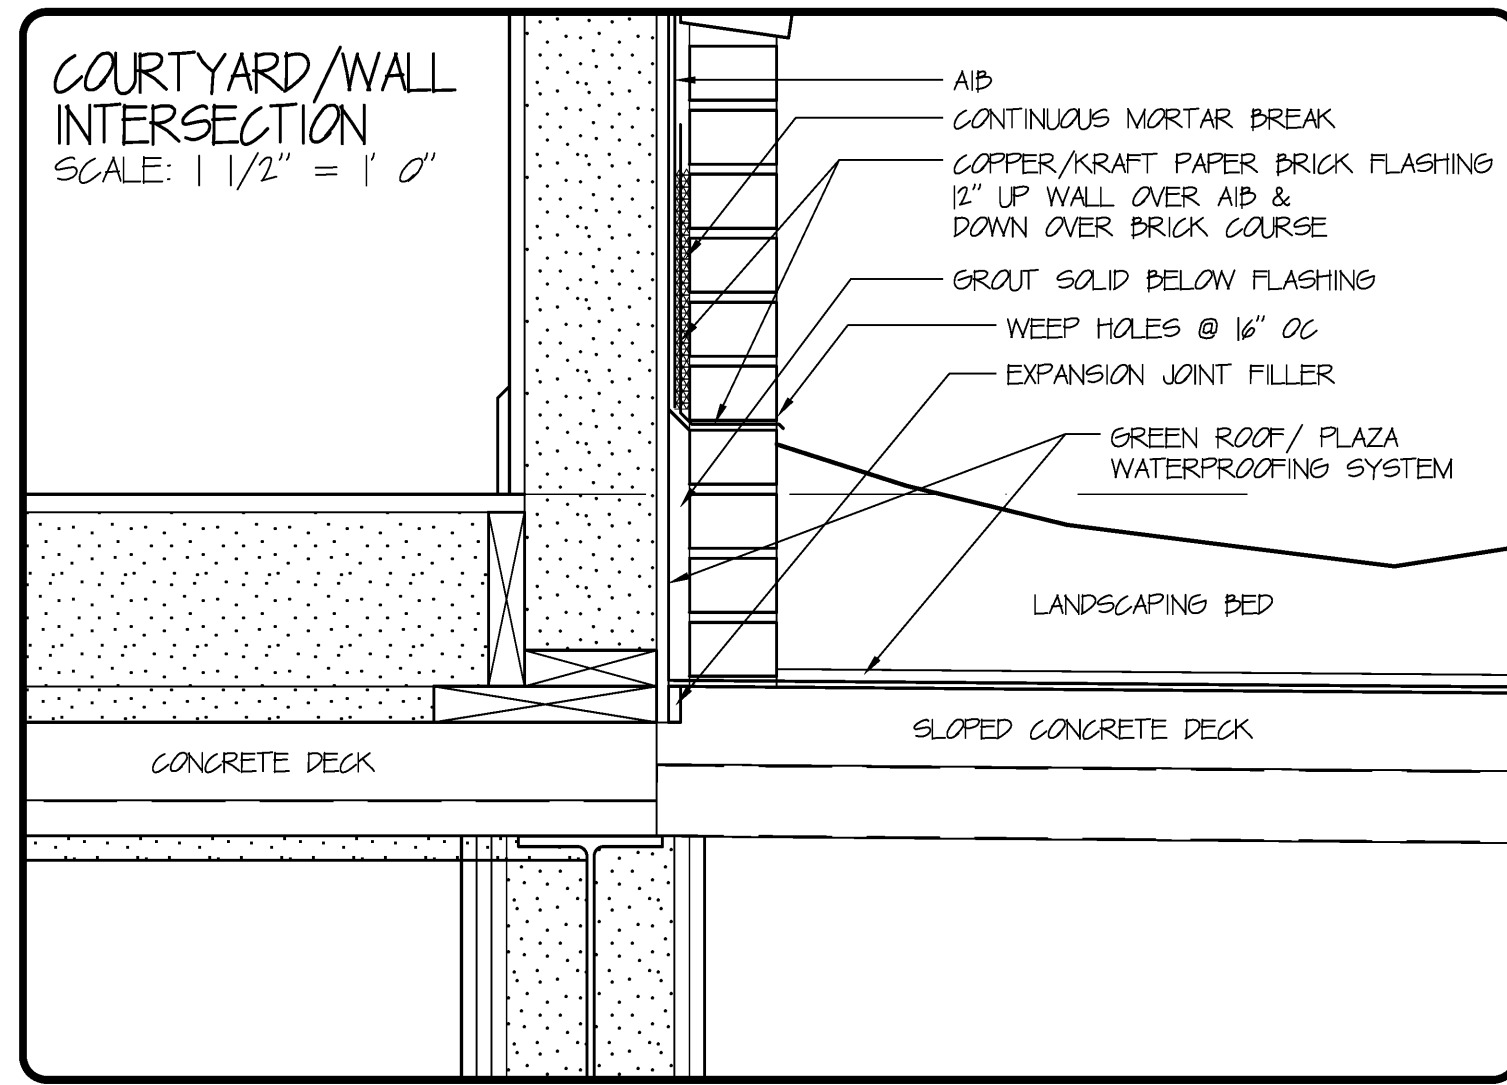 COURTYARD/WALL
INTERSECTION
SCALE: 1 1/2" = 1' 0"
AIB
CONTINUOUS MORTAR BREAK
COPPER/KRAFT PAPER BRICK FLASHING
12" UP WALL OVER AIB &
DOWN OVER BRICK COURSE
GROUT SOLID BELOW FLASHING
WEEP HOLES @ 16" OC
EXPANSION JOINT FILLER
GREEN ROOF/ PLAZA
WATERPROOFING SYSTEM
LANDSCAPING BED
SLOPED CONCRETE DECK
CONCRETE DECK